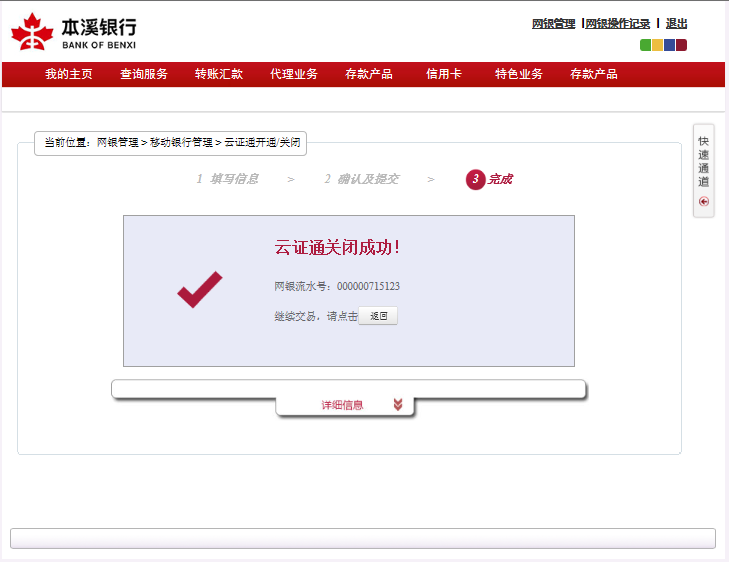 本溪银行
BANK OF BENXI
网银管理 | 网银操作记录 | 退出
我的主页 查询服务 转账汇款 代理业务 存款产品 信用卡 特色业务 存款产品
当前位置：网银管理 > 移动银行管理 > 云证通开通/关闭
快速通道
1 填写信息 > 2 确认及提交 > 3 完成
云证通关闭成功！
网银流水号：000000715123
继续交易，请点击 返回
详细信息